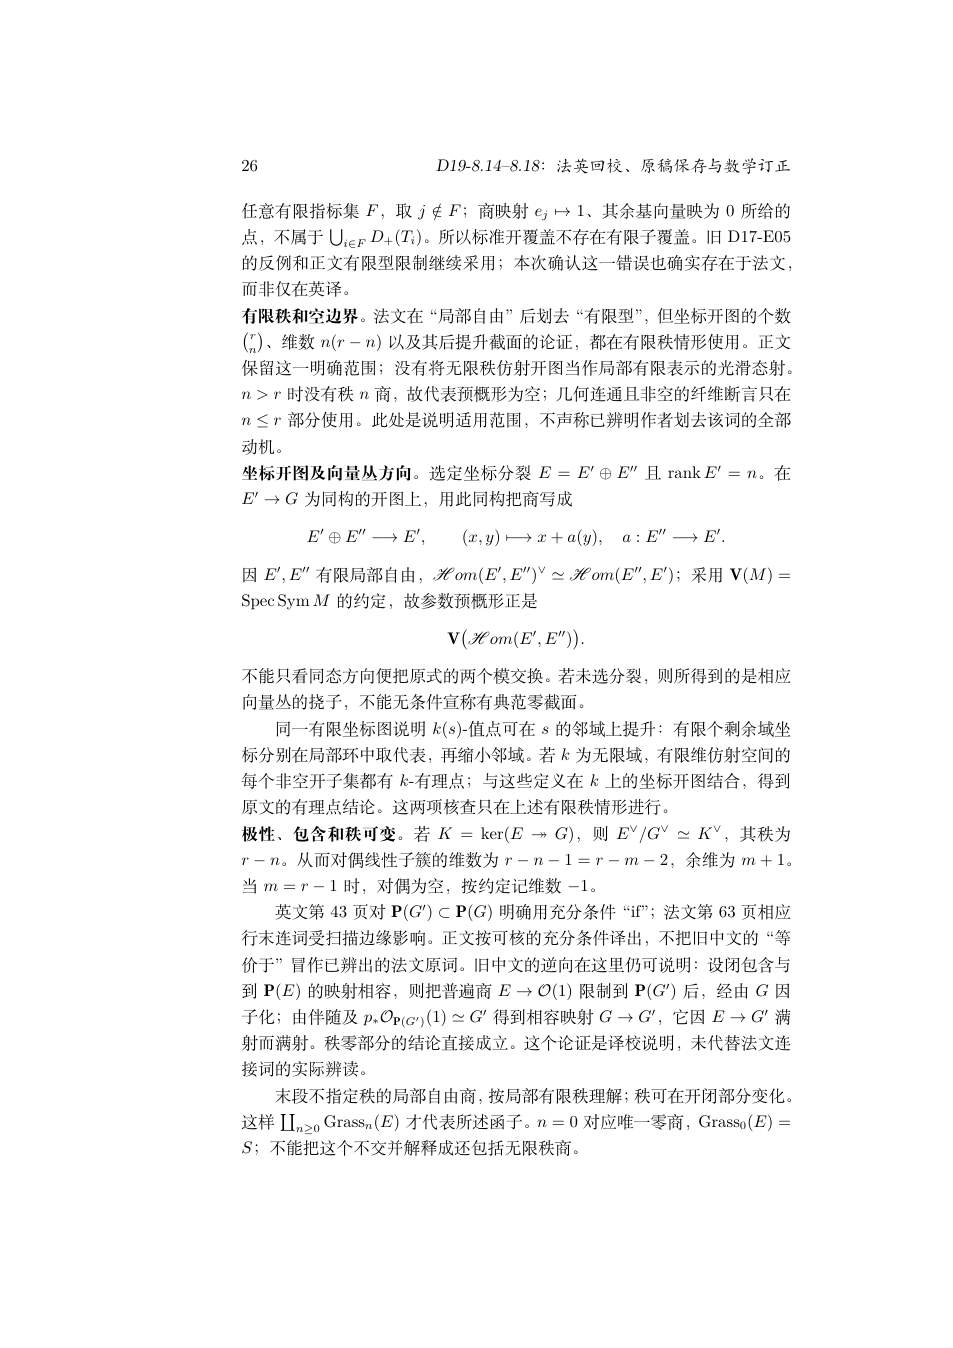 26 D19-8.14–8.18：法英回校、原稿保存与数学订正
任意有限指标集 F，取 j ∉ F；商映射 e_j ↦ 1、其余基向量映为 0 所给的
点，不属于 ⋃_{i∈F} D₊(T_i)。所以标准开覆盖不存在有限子覆盖。旧 D17-E05
的反例和正文有限型限制继续采用；本次确认这一错误也确实存在于法文，
而非仅在英译。
有限秩和空边界。法文在 “局部自由” 后划去 “有限型”，但坐标开图的个数
(r n)、维数 n(r − n) 以及其后提升截面的论证，都在有限秩情形使用。正文
保留这一明确范围；没有将无限秩仿射开图当作局部有限表示的光滑态射。
n > r 时没有秩 n 商，故代表预概形为空；几何连通且非空的纤维断言只在
n ≤ r 部分使用。此处是说明适用范围，不声称已辨明作者划去该词的全部
动机。
坐标开图及向量丛方向。选定坐标分裂 E = E′ ⊕ E″ 且 rank E′ = n。在
E′ → G 为同构的开图上，用此同构把商写成
E′ ⊕ E″ ⟶ E′, (x, y) ⟼ x + a(y), a : E″ ⟶ E′.
因 E′, E″ 有限局部自由，ℋom(E′, E″)^∨ ≃ ℋom(E″, E′)；采用 V(M) =
Spec Sym M 的约定，故参数预概形正是
V(ℋom(E′, E″)).
不能只看同态方向便把原式的两个模交换。若未选分裂，则所得到的是相应
向量丛的挠子，不能无条件宣称有典范零截面。
同一有限坐标图说明 k(s)-值点可在 s 的邻域上提升：有限个剩余域坐
标分别在局部环中取代表，再缩小邻域。若 k 为无限域，有限维仿射空间的
每个非空开子集都有 k-有理点；与这些定义在 k 上的坐标开图结合，得到
原文的有理点结论。这两项核查只在上述有限秩情形进行。
极性、包含和秩可变。若 K = ker(E ↠ G)，则 E^∨/G^∨ ≃ K^∨，其秩为
r − n。从而对偶线性子簇的维数为 r − n − 1 = r − m − 2，余维为 m + 1。
当 m = r − 1 时，对偶为空，按约定记维数 −1。
英文第 43 页对 P(G′) ⊂ P(G) 明确用充分条件 “if”；法文第 63 页相应
行末连词受扫描边缘影响。正文按可核的充分条件译出，不把旧中文的 “等
价于” 冒作已辨出的法文原词。旧中文的逆向在这里仍可说明：设闭包含与
到 P(E) 的映射相容，则把普遍商 E → 𝒪(1) 限制到 P(G′) 后，经由 G 因
子化；由伴随及 p_*𝒪_{P(G′)}(1) ≃ G′ 得到相容映射 G → G′，它因 E → G′ 满
射而满射。秩零部分的结论直接成立。这个论证是译校说明，未代替法文连
接词的实际辨读。
末段不指定秩的局部自由商，按局部有限秩理解；秩可在开闭部分变化。
这样 ∐_{n≥0} Grass_n(E) 才代表所述函子。n = 0 对应唯一零商，Grass₀(E) =
S；不能把这个不交并解释成还包括无限秩商。